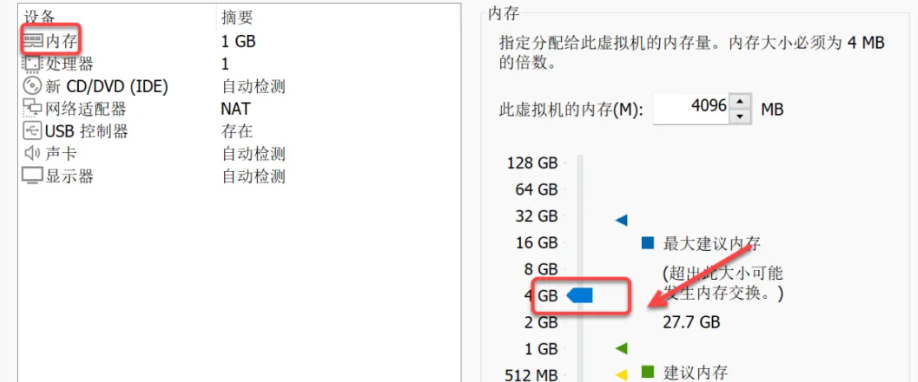 设备 摘要
内存 1 GB
处理器 1
新 CD/DVD (IDE) 自动检测
网络适配器 NAT
USB 控制器 存在
声卡 自动检测
显示器 自动检测
内存
指定分配给此虚拟机的内存量。内存大小必须为 4 MB
的倍数。
此虚拟机的内存(M): 4096 MB
128 GB
64 GB
32 GB
16 GB
8 GB
4 GB
2 GB
1 GB
512 MB
最大建议内存
(超出此大小可能
发生内存交换。)
27.7 GB
建议内存